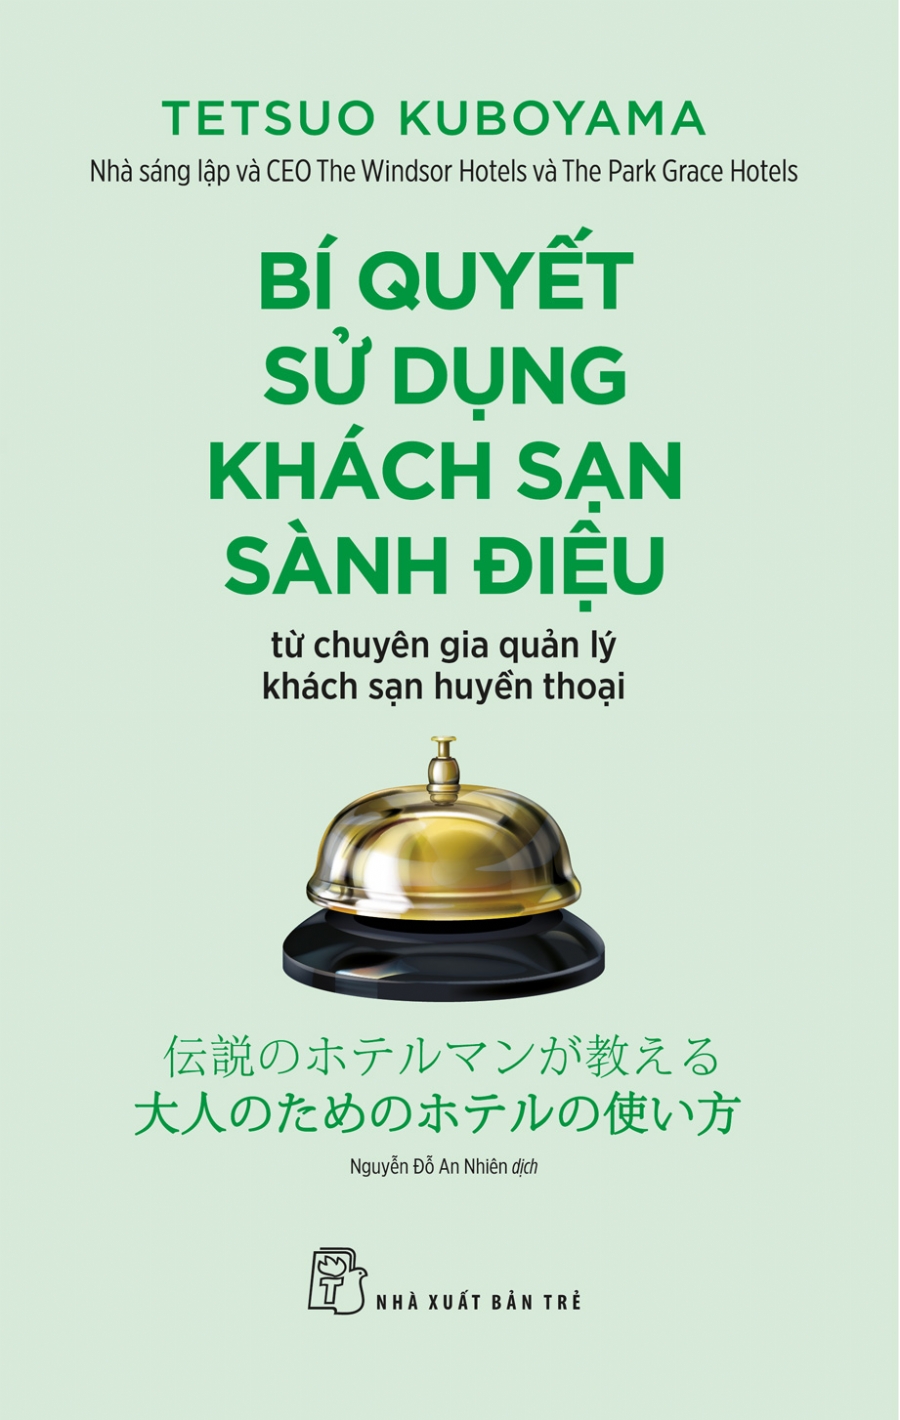 TETSUO KUBOYAMA
Nhà sáng lập và CEO The Windsor Hotels và The Park Grace Hotels
BÍ QUYẾT
SỬ DỤNG
KHÁCH SẠN
SÀNH ĐIỆU
từ chuyên gia quản lý
khách sạn huyền thoại
伝説のホテルマンが教える
大人のためのホテルの使い方
Nguyễn Đỗ An Nhiên dịch
T
NHÀ XUẤT BẢN TRẺ